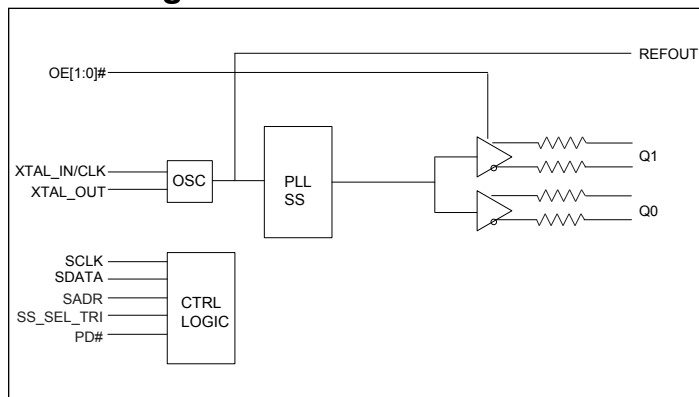 REFOUT
OE[1:0]#
XTAL_IN/CLK
XTAL_OUT
OSC
PLL
SS
Q1
Q0
SCLK
SDATA
SADR
SS_SEL_TRI
PD#
CTRL
LOGIC